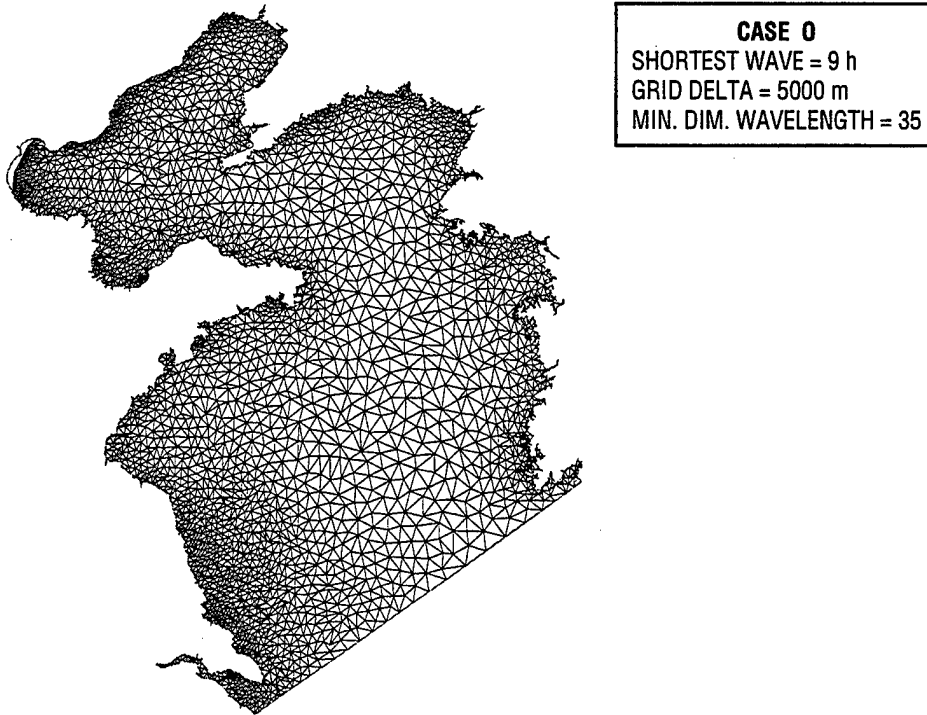 CASE 0
SHORTEST WAVE = 9 h
GRID DELTA = 5000 m
MIN. DIM. WAVELENGTH = 35